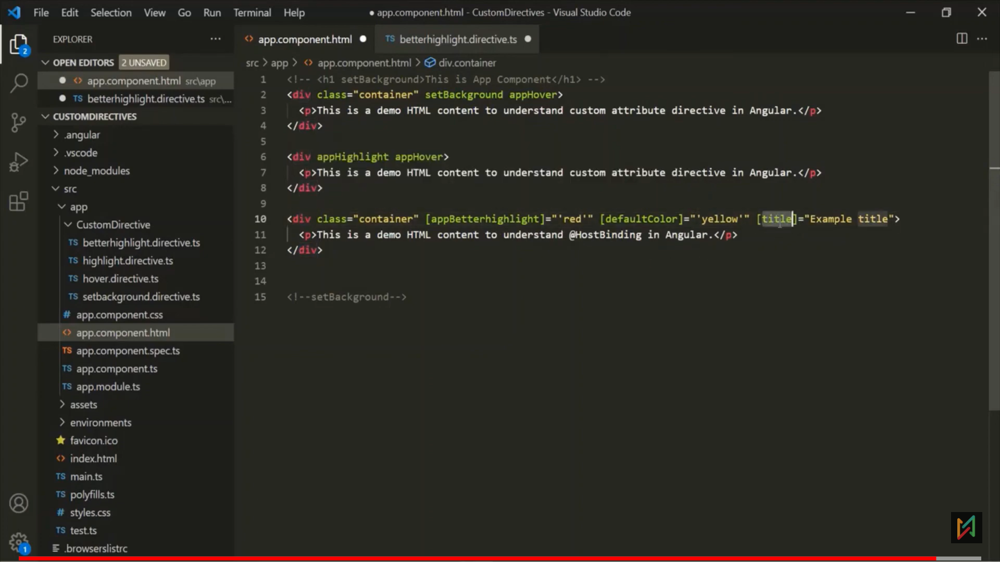 File Edit Selection View Go Run Terminal Help
● app.component.html - CustomDirectives - Visual Studio Code
EXPLORER ···
app.component.html ●
TS betterhighlight.directive.ts ●
2
OPEN EDITORS 2 UNSAVED
app.component.html src\app
TS betterhighlight.directive.ts src\...
CUSTOMDIRECTIVES
.angular
.vscode
node_modules
src
app
CustomDirective
TS betterhighlight.directive.ts
TS highlight.directive.ts
TS hover.directive.ts
TS setbackground.directive.ts
# app.component.css
<> app.component.html
TS app.component.spec.ts
TS app.component.ts
TS app.module.ts
assets
environments
favicon.ico
<> index.html
TS main.ts
TS polyfills.ts
# styles.css
TS test.ts
.browserslistrc
1
src > app > <> app.component.html > div.container
1 <!-- <h1 setBackground>This is App Component</h1> -->
2 <div class="container" setBackground appHover>
3 <p>This is a demo HTML content to understand custom attribute directive in Angular.</p>
4 </div>
5
6 <div appHighlight appHover>
7 <p>This is a demo HTML content to understand custom attribute directive in Angular.</p>
8 </div>
9
10 <div class="container" [appBetterhighlight]="'red'" [defaultColor]="'yellow'" [title]="Example title">
11 <p>This is a demo HTML content to understand @HostBinding in Angular.</p>
12 </div>
13
14
15 <!--setBackground-->